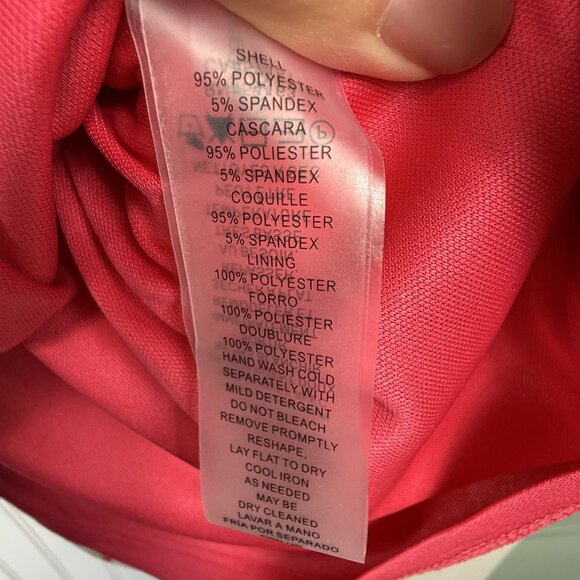 SHELL
95% POLYESTER
5% SPANDEX
CASCARA
95% POLIESTER
5% SPANDEX
COQUILLE
95% POLYESTER
5% SPANDEX
LINING
100% POLYESTER
FORRO
100% POLIESTER
DOUBLURE
100% POLYESTER
HAND WASH COLD
SEPARATELY WITH
MILD DETERGENT
DO NOT BLEACH
REMOVE PROMPTLY
RESHAPE,
LAY FLAT TO DRY
COOL IRON
AS NEEDED
MAY BE
DRY CLEANED
LAVAR A MANO
FRÍA POR SEPARADO